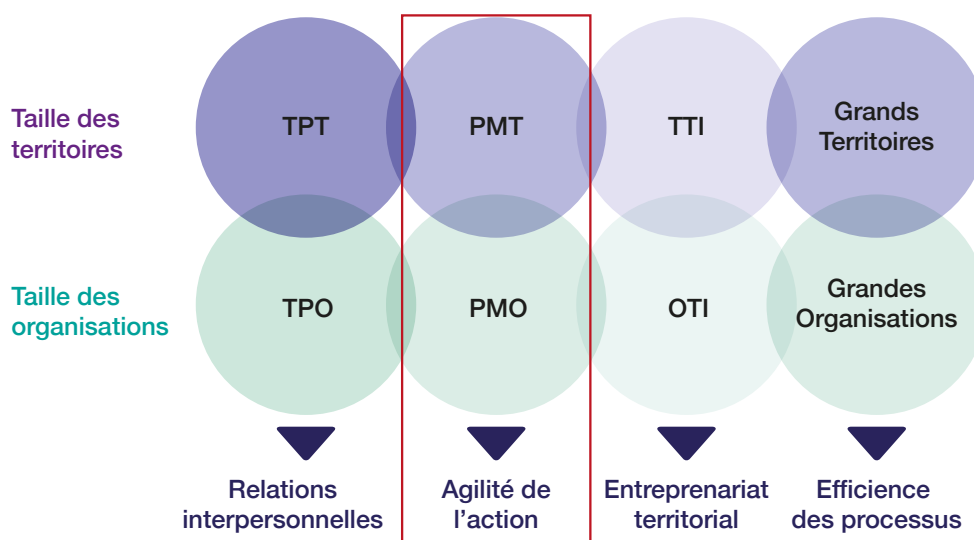 Taille des
territoires
TPT
PMT
TTI
Grands
Territoires
Taille des
organisations
TPO
PMO
OTI
Grandes
Organisations
Relations
interpersonnelles
Agilité de
l’action
Entreprenariat
territorial
Efficience
des processus